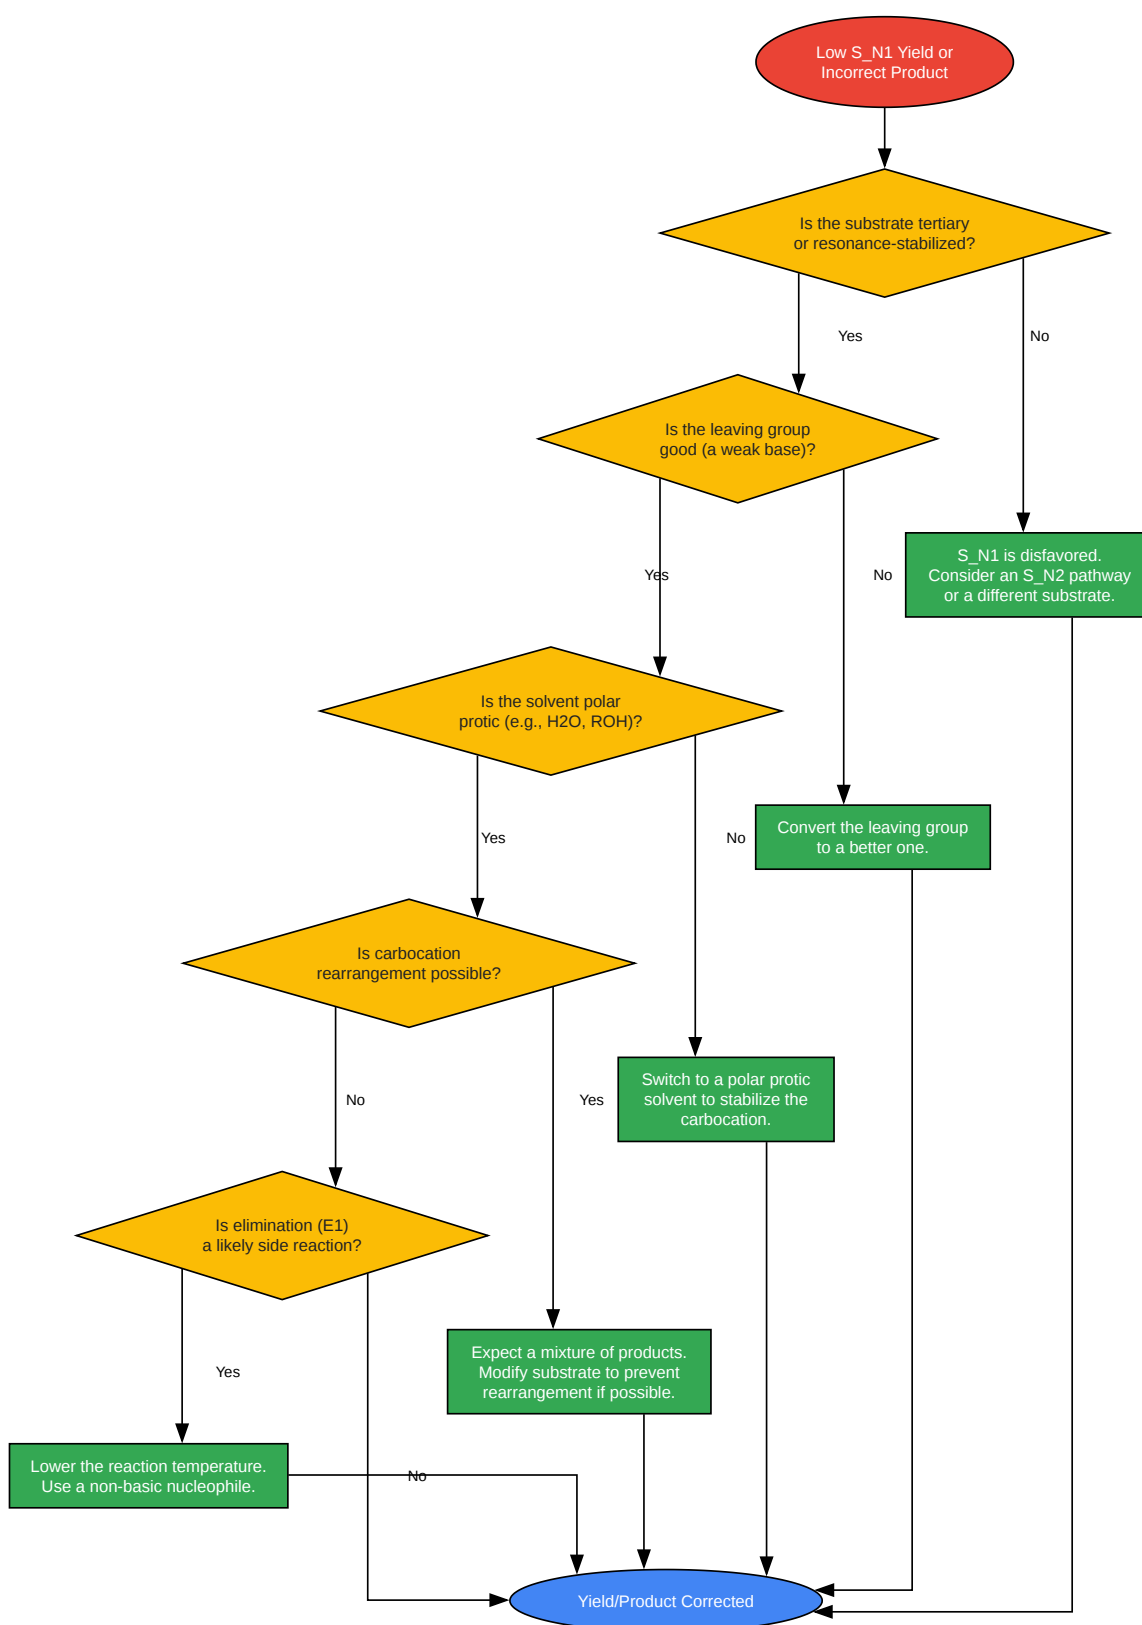 Low S_N1 Yield or
Incorrect Product
Is the substrate tertiary
or resonance-stabilized?
Yes
No
Is the leaving group
good (a weak base)?
Yes
No
S_N1 is disfavored.
Consider an S_N2 pathway
or a different substrate.
Is the solvent polar
protic (e.g., H2O, ROH)?
Yes
No
Convert the leaving group
to a better one.
Is carbocation
rearrangement possible?
No
Yes
Switch to a polar protic
solvent to stabilize the
carbocation.
Is elimination (E1)
a likely side reaction?
Yes
No
Expect a mixture of products.
Modify substrate to prevent
rearrangement if possible.
Lower the reaction temperature.
Use a non-basic nucleophile.
Yield/Product Corrected